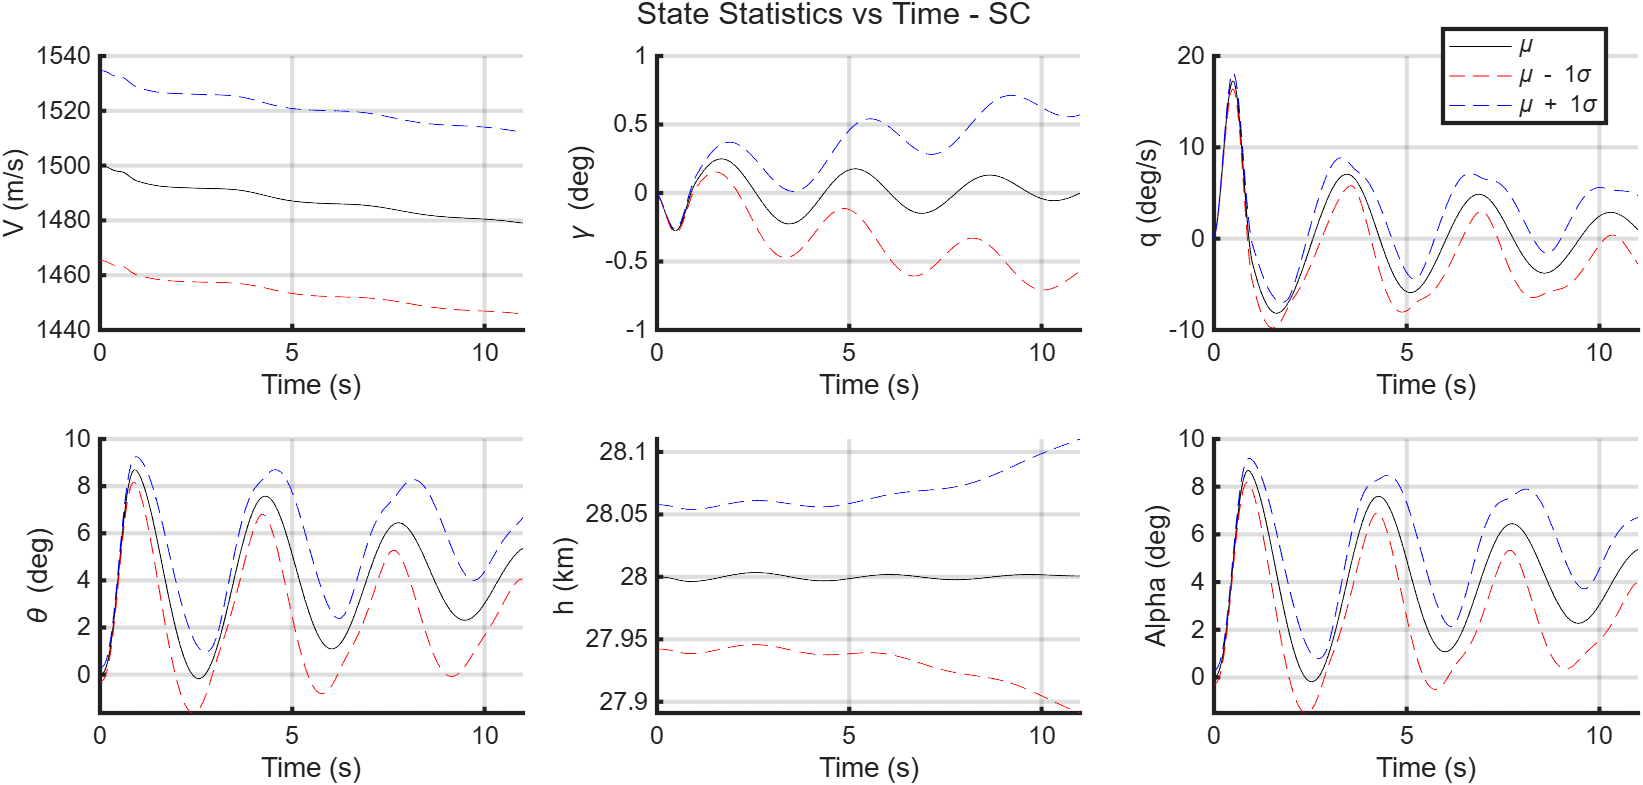 State Statistics vs Time - SC
1540
1520
1500
1480
1460
1440
V (m/s)
0 5 10
Time (s)
1
0.5
0
-0.5
-1
γ (deg)
0 5 10
Time (s)
20
10
0
-10
q (deg/s)
0 5 10
Time (s)
μ
μ - 1σ
μ + 1σ
10
8
6
4
2
0
θ (deg)
0 5 10
Time (s)
28.1
28.05
28
27.95
27.9
h (km)
0 5 10
Time (s)
10
8
6
4
2
0
Alpha (deg)
0 5 10
Time (s)